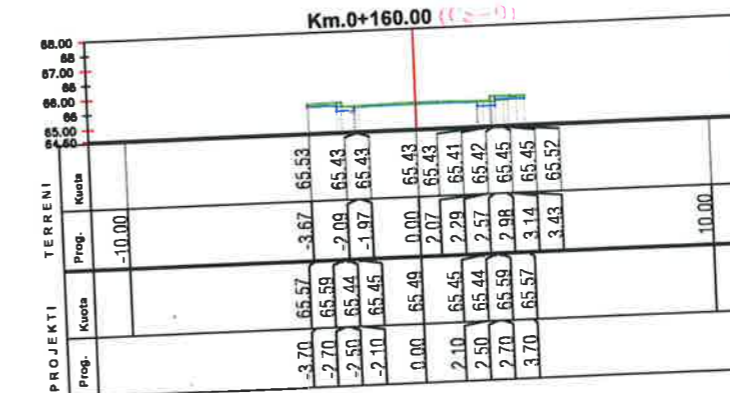 Km.0+160.00
68.00
68
67.00
66
66.00
66
65.00
64.50
TERRENI
Kuota
65.53 65.43 65.43 65.43 65.43 65.41 65.42 65.45 65.45 65.52
Prog.
-10.00 -3.67 -2.09 -1.97 0.00 2.07 2.29 2.57 2.98 3.14 3.43 10.00
PROJEKTI
Kuota
65.57 65.59 65.44 65.45 65.49 65.45 65.44 65.59 65.57
Prog.
-3.70 -2.70 -2.50 -2.10 0.00 2.10 2.50 2.70 3.70